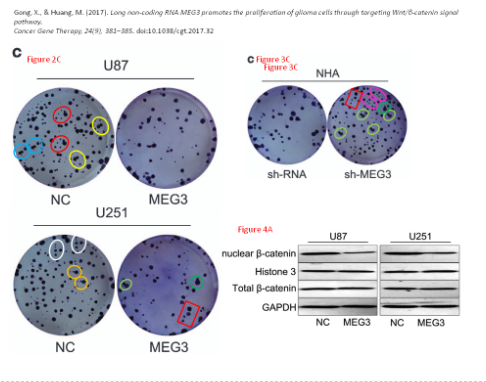 Gong, X., & Huang, M. (2017). Long non-coding RNA MEG3 promotes the proliferation of glioma cells through targeting Wnt/β-catenin signal
pathway.
Cancer Gene Therapy, 24(9), 381–385. doi:10.1038/cgt.2017.32
C Figure 2C
U87
NC MEG3
U251
NC MEG3
C Figure 3C
Figure 3C
NHA
sh-RNA sh-MEG3
Figure 4A
U87 U251
nuclear β-catenin
Histone 3
Total β-catenin
GAPDH
NC MEG3 NC MEG3